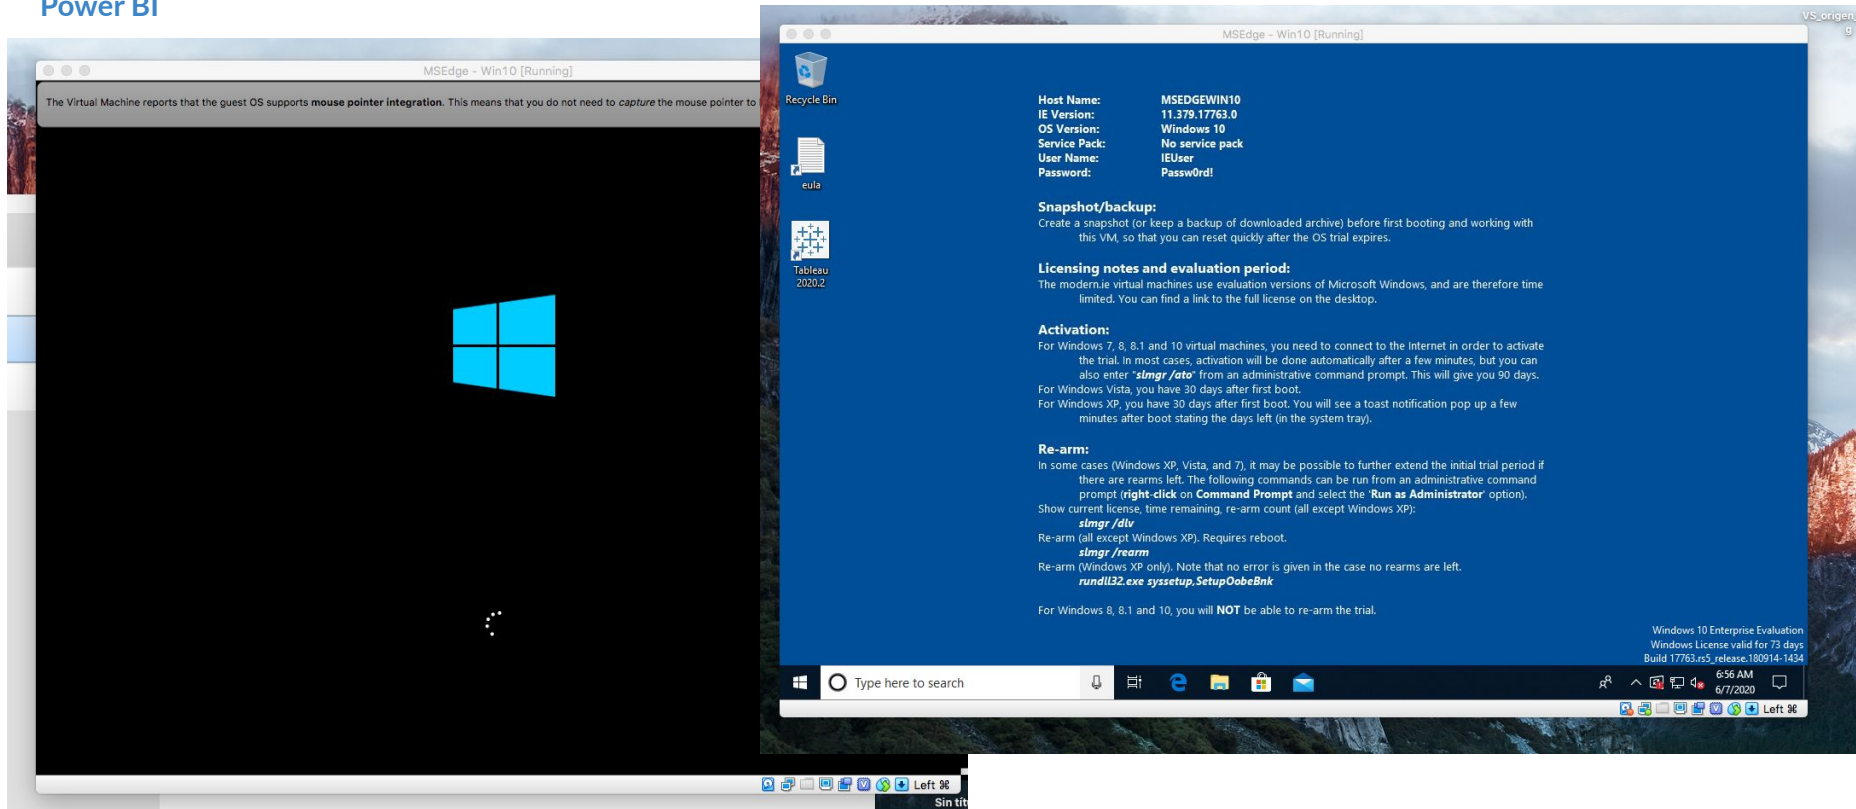 Power BI
MSEdge - Win10 [Running]
The Virtual Machine reports that the guest OS supports mouse pointer integration. This means that you do not need to capture the mouse pointer to
Left ⌘
Sin tít
VS_origen_
g
MSEdge - Win10 [Running]
Recycle Bin
eula
Tableau
2020.2
Host Name: MSEDGEWIN10
IE Version: 11.379.17763.0
OS Version: Windows 10
Service Pack: No service pack
User Name: IEUser
Password: Passw0rd!
Snapshot/backup:
Create a snapshot (or keep a backup of downloaded archive) before first booting and working with
this VM, so that you can reset quickly after the OS trial expires.
Licensing notes and evaluation period:
The modern.ie virtual machines use evaluation versions of Microsoft Windows, and are therefore time
limited. You can find a link to the full license on the desktop.
Activation:
For Windows 7, 8, 8.1 and 10 virtual machines, you need to connect to the Internet in order to activate
the trial. In most cases, activation will be done automatically after a few minutes, but you can
also enter "slmgr /ato" from an administrative command prompt. This will give you 90 days.
For Windows Vista, you have 30 days after first boot.
For Windows XP, you have 30 days after first boot. You will see a toast notification pop up a few
minutes after boot stating the days left (in the system tray).
Re-arm:
In some cases (Windows XP, Vista, and 7), it may be possible to further extend the initial trial period if
there are rearms left. The following commands can be run from an administrative command
prompt (right-click on Command Prompt and select the 'Run as Administrator' option).
Show current license, time remaining, re-arm count (all except Windows XP):
slmgr /dlv
Re-arm (all except Windows XP). Requires reboot.
slmgr /rearm
Re-arm (Windows XP only). Note that no error is given in the case no rearms are left.
rundll32.exe syssetup,SetupOobeBnk
For Windows 8, 8.1 and 10, you will NOT be able to re-arm the trial.
Windows 10 Enterprise Evaluation
Windows License valid for 73 days
Build 17763.rs5_release.180914-1434
Type here to search
6:56 AM
6/7/2020
Left ⌘